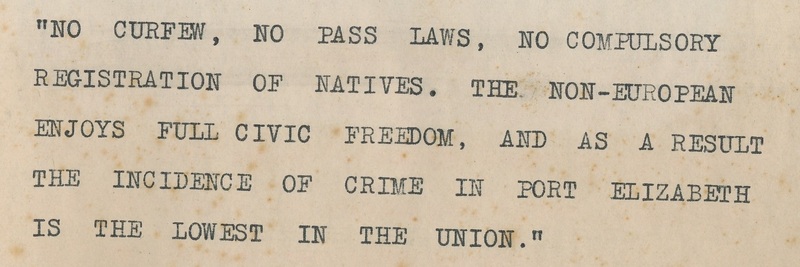 "NO CURFEW, NO PASS LAWS, NO COMPULSORY
REGISTRATION OF NATIVES. THE NON-EUROPEAN
ENJOYS FULL CIVIC FREEDOM, AND AS A RESULT
THE INCIDENCE OF CRIME IN PORT ELIZABETH
IS THE LOWEST IN THE UNION."